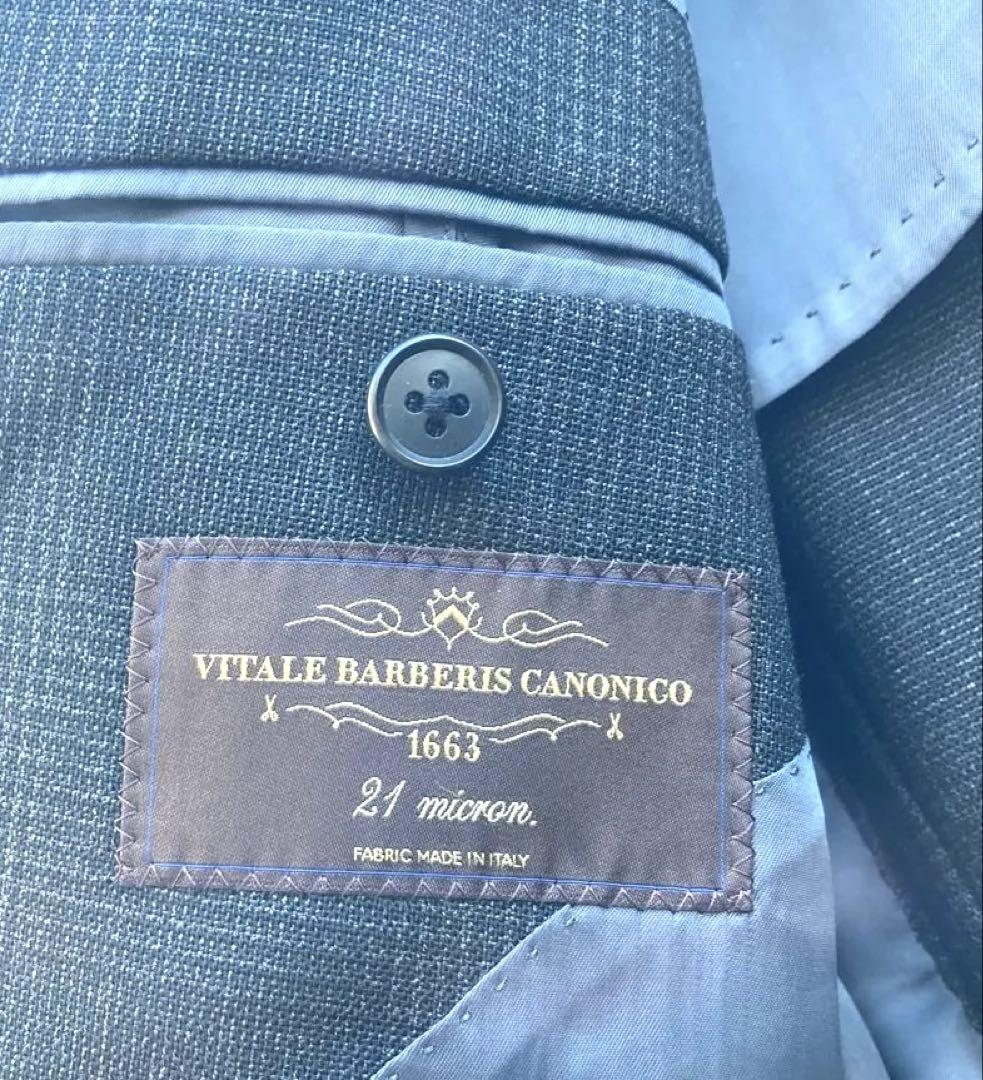 VITALE BARBERIS CANONICO
1663
21 micron.
FABRIC MADE IN ITALY